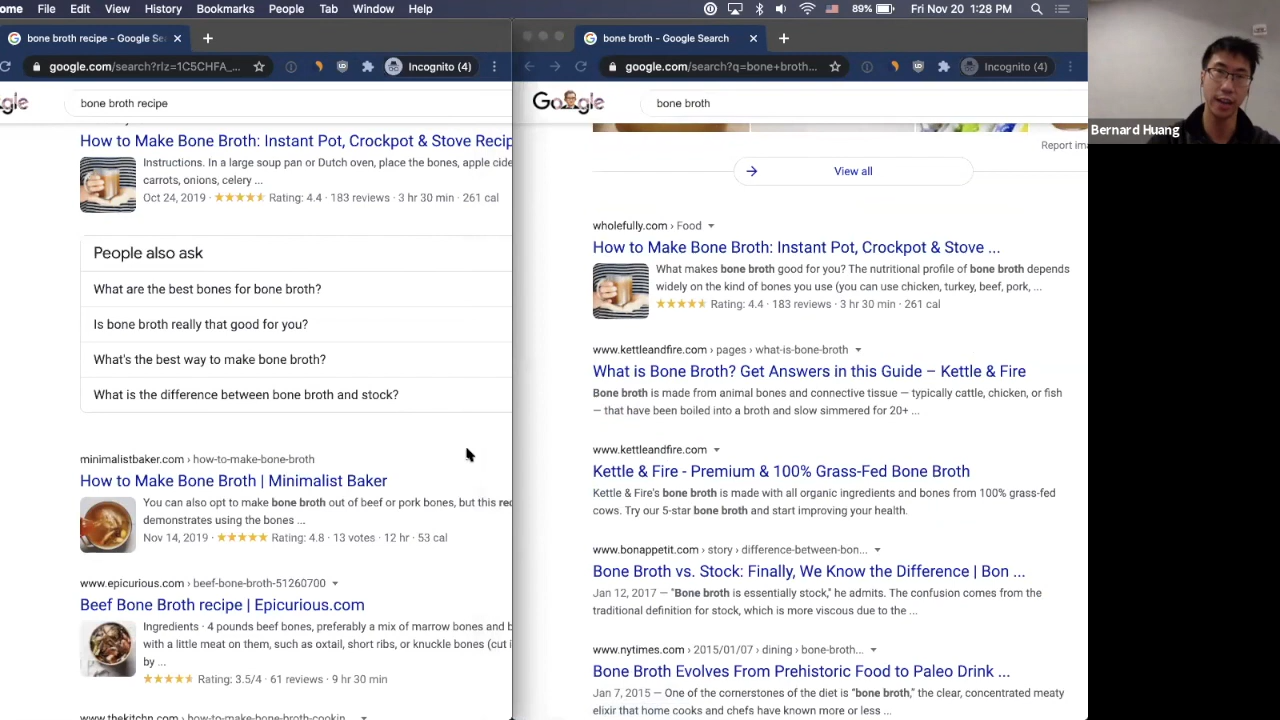 Home File Edit View History Bookmarks People Tab Window Help 89% Fri Nov 20 1:28 PM
bone broth recipe - Google Sea
google.com/search?rlz=1C5CHFA_...
Incognito (4)
bone broth recipe
How to Make Bone Broth: Instant Pot, Crockpot & Stove Recip
Instructions. In a large soup pan or Dutch oven, place the bones, apple cide
carrots, onions, celery ...
Oct 24, 2019 · Rating: 4.4 · 183 reviews · 3 hr 30 min · 261 cal
People also ask
What are the best bones for bone broth?
Is bone broth really that good for you?
What's the best way to make bone broth?
What is the difference between bone broth and stock?
minimalistbaker.com › how-to-make-bone-broth
How to Make Bone Broth | Minimalist Baker
You can also opt to make bone broth out of beef or pork bones, but this rec
demonstrates using the bones ...
Nov 14, 2019 · Rating: 4.8 · 13 votes · 12 hr · 53 cal
www.epicurious.com › beef-bone-broth-51260700
Beef Bone Broth recipe | Epicurious.com
Ingredients · 4 pounds beef bones, preferably a mix of marrow bones and b
with a little meat on them, such as oxtail, short ribs, or knuckle bones (cut i
by ...
Rating: 3.5/4 · 61 reviews · 9 hr 30 min
www.thekitchn.com › how-to-make-bone-broth-cookin...
bone broth - Google Search
google.com/search?q=bone+broth...
Incognito (4)
Google
bone broth
Report ima
View all
wholefully.com › Food
How to Make Bone Broth: Instant Pot, Crockpot & Stove ...
What makes bone broth good for you? The nutritional profile of bone broth depends
widely on the kind of bones you use (you can use chicken, turkey, beef, pork, ...
Rating: 4.4 · 183 reviews · 3 hr 30 min · 261 cal
www.kettleandfire.com › pages › what-is-bone-broth
What is Bone Broth? Get Answers in this Guide – Kettle & Fire
Bone broth is made from animal bones and connective tissue — typically cattle, chicken, or fish
— that have been boiled into a broth and slow simmered for 20+ ...
www.kettleandfire.com
Kettle & Fire - Premium & 100% Grass-Fed Bone Broth
Kettle & Fire's bone broth is made with all organic ingredients and bones from 100% grass-fed
cows. Try our 5-star bone broth and start improving your health.
www.bonappetit.com › story › difference-between-bon...
Bone Broth vs. Stock: Finally, We Know the Difference | Bon ...
Jan 12, 2017 — "Bone broth is essentially stock," he admits. The confusion comes from the
traditional definition for stock, which is more viscous due to the ...
www.nytimes.com › 2015/01/07 › dining › bone-broth...
Bone Broth Evolves From Prehistoric Food to Paleo Drink ...
Jan 7, 2015 — One of the cornerstones of the diet is "bone broth," the clear, concentrated meaty
elixir that home cooks and chefs have known more or less ...
Bernard Huang